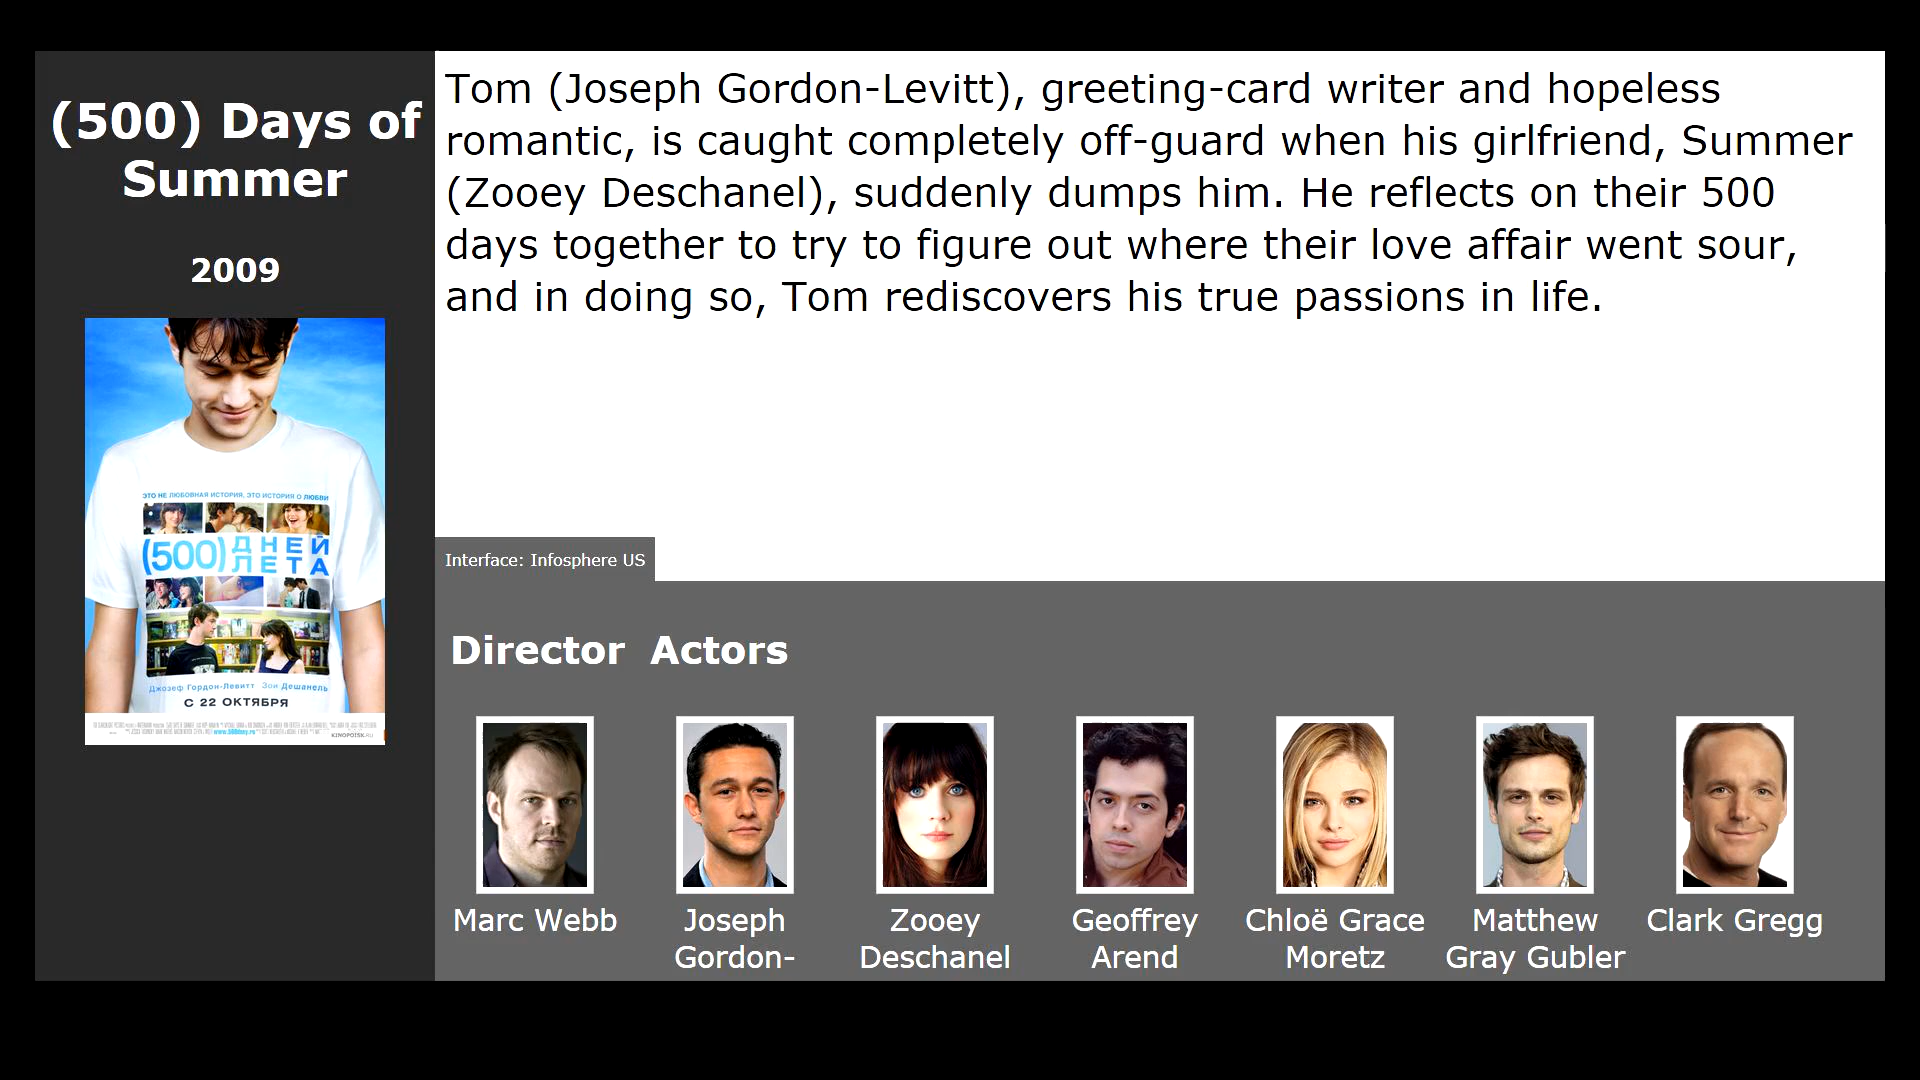 (500) Days of
Summer
2009
ЭТО НЕ ЛЮБОВНАЯ ИСТОРИЯ, ЭТО ИСТОРИЯ О ЛЮБВИ
(500) ДНЕЙ
ЛЕТА
Джозеф Гордон-Левитт Зои Дешанель
С 22 ОКТЯБРЯ
www.500days.ru
KINOPOISK.RU
Tom (Joseph Gordon-Levitt), greeting-card writer and hopeless
romantic, is caught completely off-guard when his girlfriend, Summer
(Zooey Deschanel), suddenly dumps him. He reflects on their 500
days together to try to figure out where their love affair went sour,
and in doing so, Tom rediscovers his true passions in life.
Interface: Infosphere US
Director Actors
Marc Webb
Joseph
Gordon-
Zooey
Deschanel
Geoffrey
Arend
Chloë Grace
Moretz
Matthew
Gray Gubler
Clark Gregg